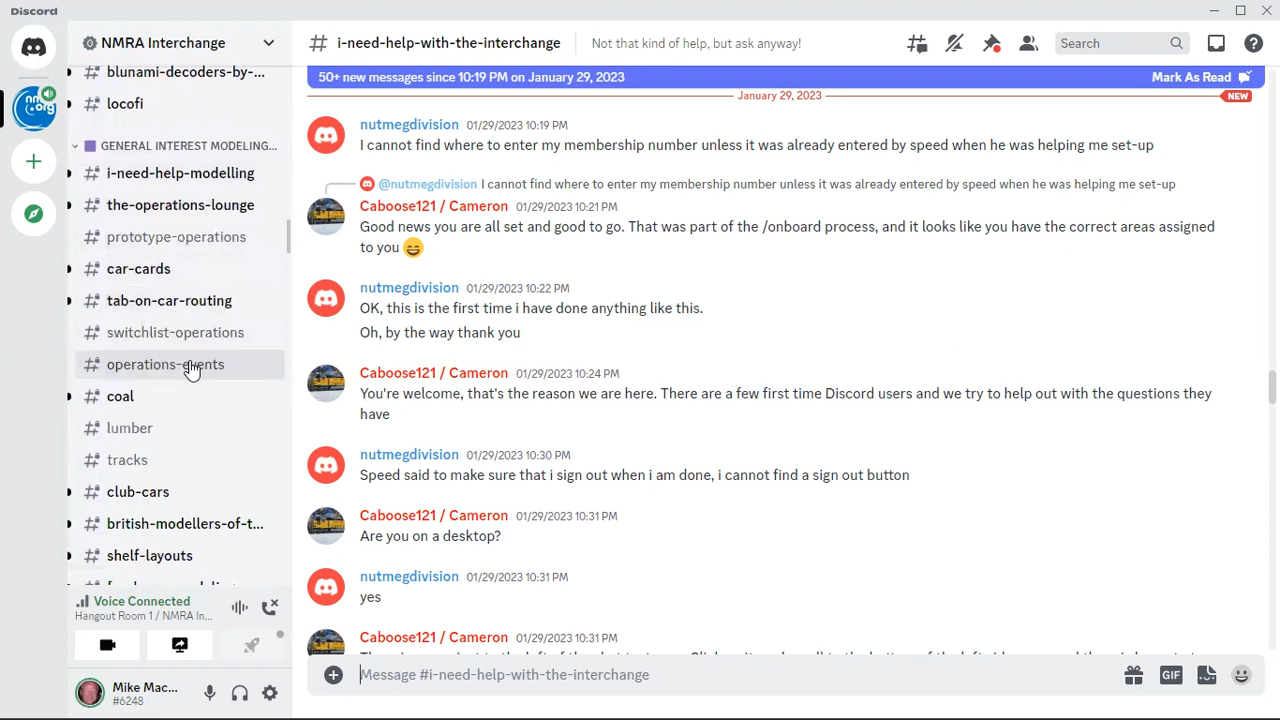 Discord
NMRA Interchange
blunami-decoders-by-...
locofi
GENERAL INTEREST MODELING...
i-need-help-modelling
the-operations-lounge
prototype-operations
car-cards
tab-on-car-routing
switchlist-operations
operations-events
coal
lumber
tracks
club-cars
british-modellers-of-t...
shelf-layouts
Voice Connected
Hangout Room 1 / NMRA In...
Mike Mac...
#6248
i-need-help-with-the-interchange
Not that kind of help, but ask anyway!
Search
50+ new messages since 10:19 PM on January 29, 2023
Mark As Read
January 29, 2023
NEW
nutmegdivision 01/29/2023 10:19 PM
I cannot find where to enter my membership number unless it was already entered by speed when he was helping me set-up
@nutmegdivision I cannot find where to enter my membership number unless it was already entered by speed when he was helping me set-up
Caboose121 / Cameron 01/29/2023 10:21 PM
Good news you are all set and good to go. That was part of the /onboard process, and it looks like you have the correct areas assigned
to you 😄
nutmegdivision 01/29/2023 10:22 PM
OK, this is the first time i have done anything like this.
Oh, by the way thank you
Caboose121 / Cameron 01/29/2023 10:24 PM
You're welcome, that's the reason we are here. There are a few first time Discord users and we try to help out with the questions they
have
nutmegdivision 01/29/2023 10:30 PM
Speed said to make sure that i sign out when i am done, i cannot find a sign out button
Caboose121 / Cameron 01/29/2023 10:31 PM
Are you on a desktop?
nutmegdivision 01/29/2023 10:31 PM
yes
Caboose121 / Cameron 01/29/2023 10:31 PM
Message #i-need-help-with-the-interchange
GIF